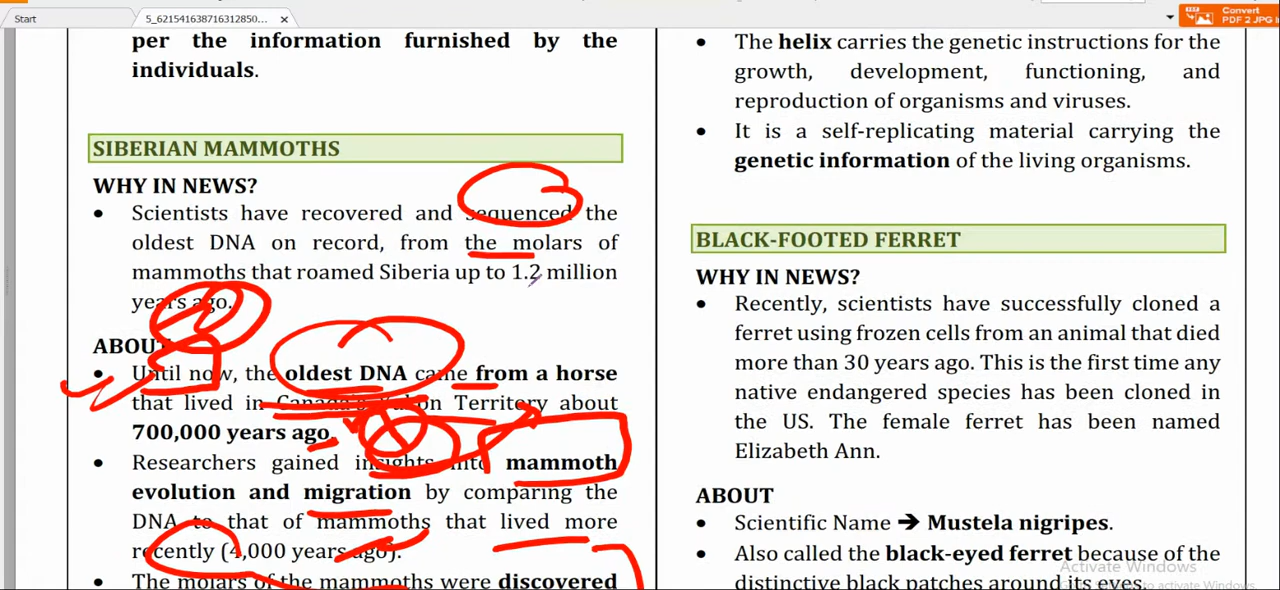 Start
5_621541638716312850...
Convert
PDF 2 JPG in
per the information furnished by the
individuals.
SIBERIAN MAMMOTHS
WHY IN NEWS?
• Scientists have recovered and sequenced the
oldest DNA on record, from the molars of
mammoths that roamed Siberia up to 1.2 million
years ago.
ABOUT
• Until now, the oldest DNA came from a horse
that lived in Canada's Yukon Territory about
700,000 years ago.
• Researchers gained insights into mammoth
evolution and migration by comparing the
DNA to that of mammoths that lived more
recently (4,000 years ago).
• The molars of the mammoths were discovered
• The helix carries the genetic instructions for the
growth, development, functioning, and
reproduction of organisms and viruses.
• It is a self-replicating material carrying the
genetic information of the living organisms.
BLACK-FOOTED FERRET
WHY IN NEWS?
• Recently, scientists have successfully cloned a
ferret using frozen cells from an animal that died
more than 30 years ago. This is the first time any
native endangered species has been cloned in
the US. The female ferret has been named
Elizabeth Ann.
ABOUT
• Scientific Name ➔ Mustela nigripes.
• Also called the black-eyed ferret because of the
distinctive black patches around its eyes.
Activate Windows
to activate Windows.